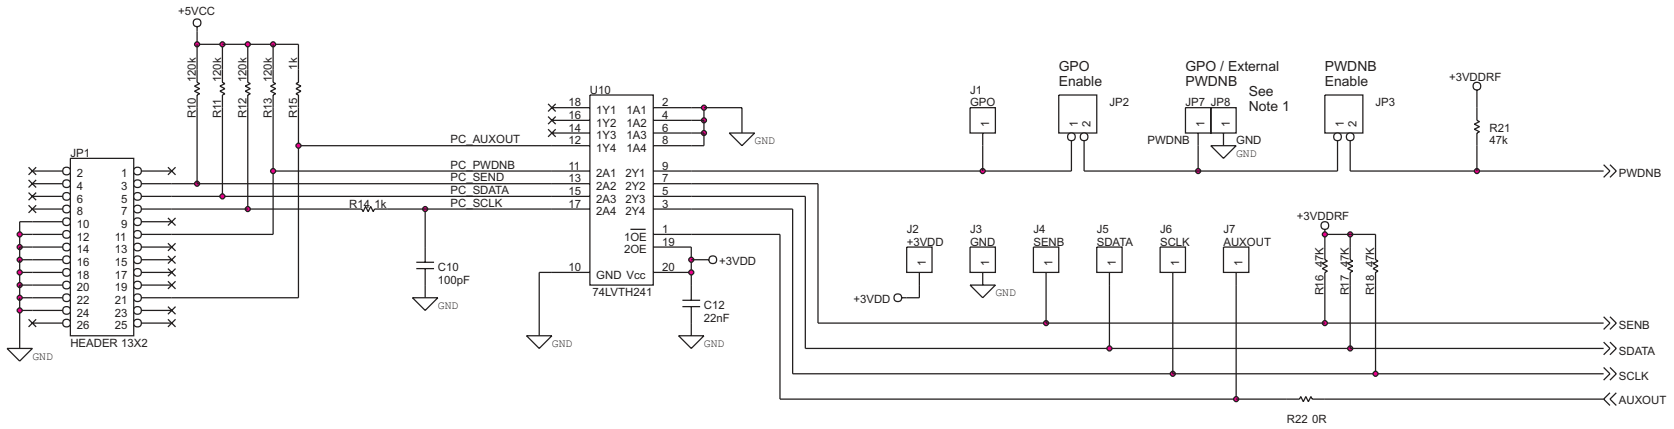 +5VCC
R10 120k
R11 120k
R12 120k
R13 120k
R15 1k
JP1
2 1
4 3
6 5
8 7
10 9
12 11
14 13
16 15
18 17
20 19
22 21
24 23
26 25
HEADER 13X2
GND
PC_AUXOUT
PC_PWDNB
PC_SEND
PC_SDATA
PC_SCLK
R14 1k
C10
100pF
GND
U10
18 1Y1 1A1 2
16 1Y2 1A2 4
14 1Y3 1A3 6
12 1Y4 1A4 8
11 2A1 2Y1 9
13 2A2 2Y2 7
15 2A3 2Y3 5
17 2A4 2Y4 3
1OE 1
2OE 19
10 GND Vcc 20
74LVTH241
GND
GND
+3VDD
C12
22nF
GND
J1
GPO
1
GPO
Enable
1 2
JP2
GPO / External
PWDNB
See
Note 1
JP7 JP8
1 1
PWDNB
GND
GND
PWDNB
Enable
1 2
JP3
+3VDDRF
R21
47k
PWDNB
J2
+3VDD
1
+3VDD
J3
GND
1
GND
J4
SENB
1
J5
SDATA
1
J6
SCLK
1
J7
AUXOUT
1
+3VDDRF
R16 47K
R17 47K
R18 47K
SENB
SDATA
SCLK
AUXOUT
R22 0R